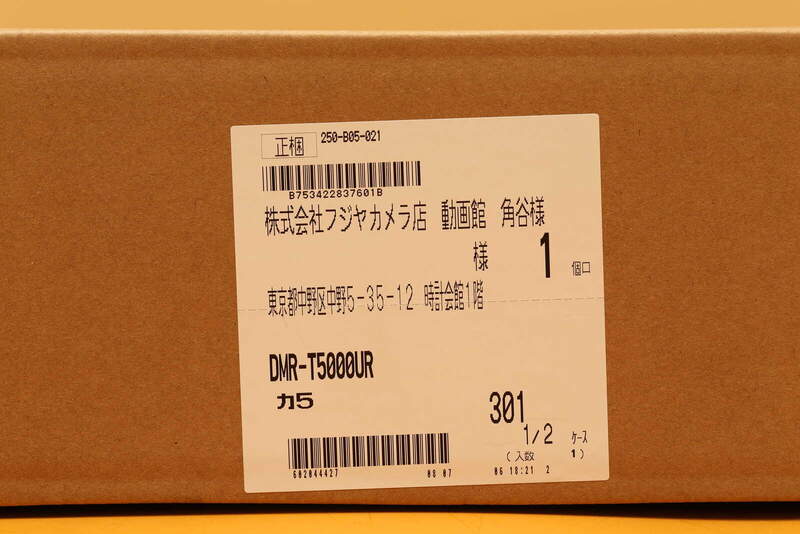 正梱 250-B05-021
B753422837601B
株式会社フジヤカメラ店 動画館 角谷様
様 1 個口
東京都中野区中野5-35-12 時計会館1階
DMR-T5000UR
カ5 301
1/2 ケース
(入数 1)
602044427 08 07 06 18:21 2